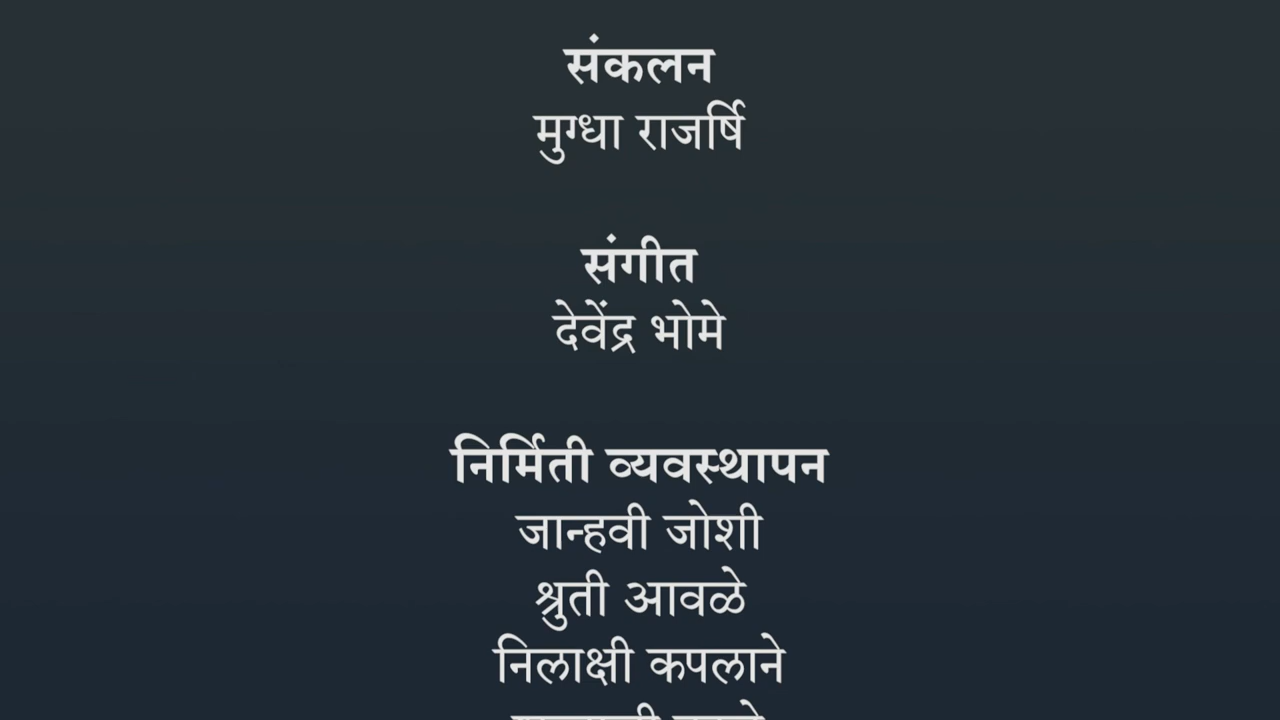 संकलन
मुग्धा राजर्षि
संगीत
देवेंद्र भोमे
निर्मिती व्यवस्थापन
जान्हवी जोशी
श्रुती आवळे
निलाक्षी कपलाने